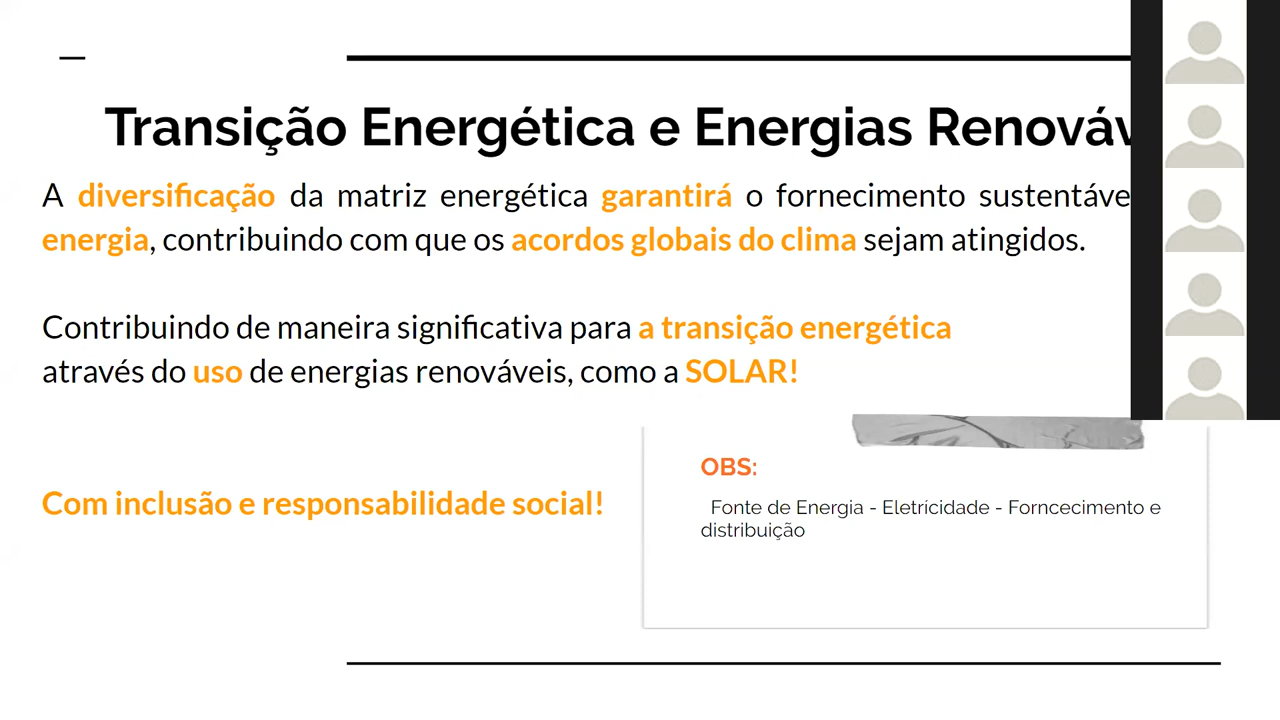 Transição Energética e Energias Renováv
A diversificação da matriz energética garantirá o fornecimento sustentáve
energia, contribuindo com que os acordos globais do clima sejam atingidos.
Contribuindo de maneira significativa para a transição energética
através do uso de energias renováveis, como a SOLAR!
Com inclusão e responsabilidade social!
OBS:
Fonte de Energia - Eletrícidade - Forncecimento e
distribuição